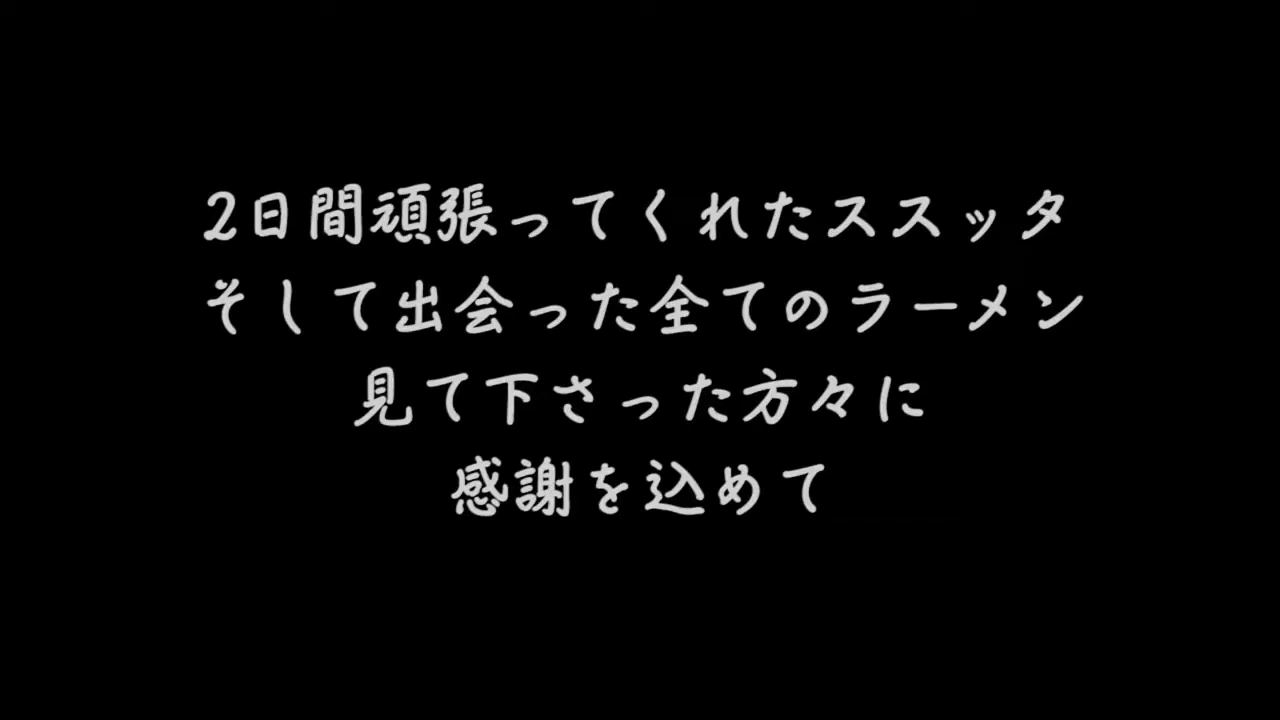 2日間頑張ってくれたススッタ
そして出会った全てのラーメン
見て下さった方々に
感謝を込めて